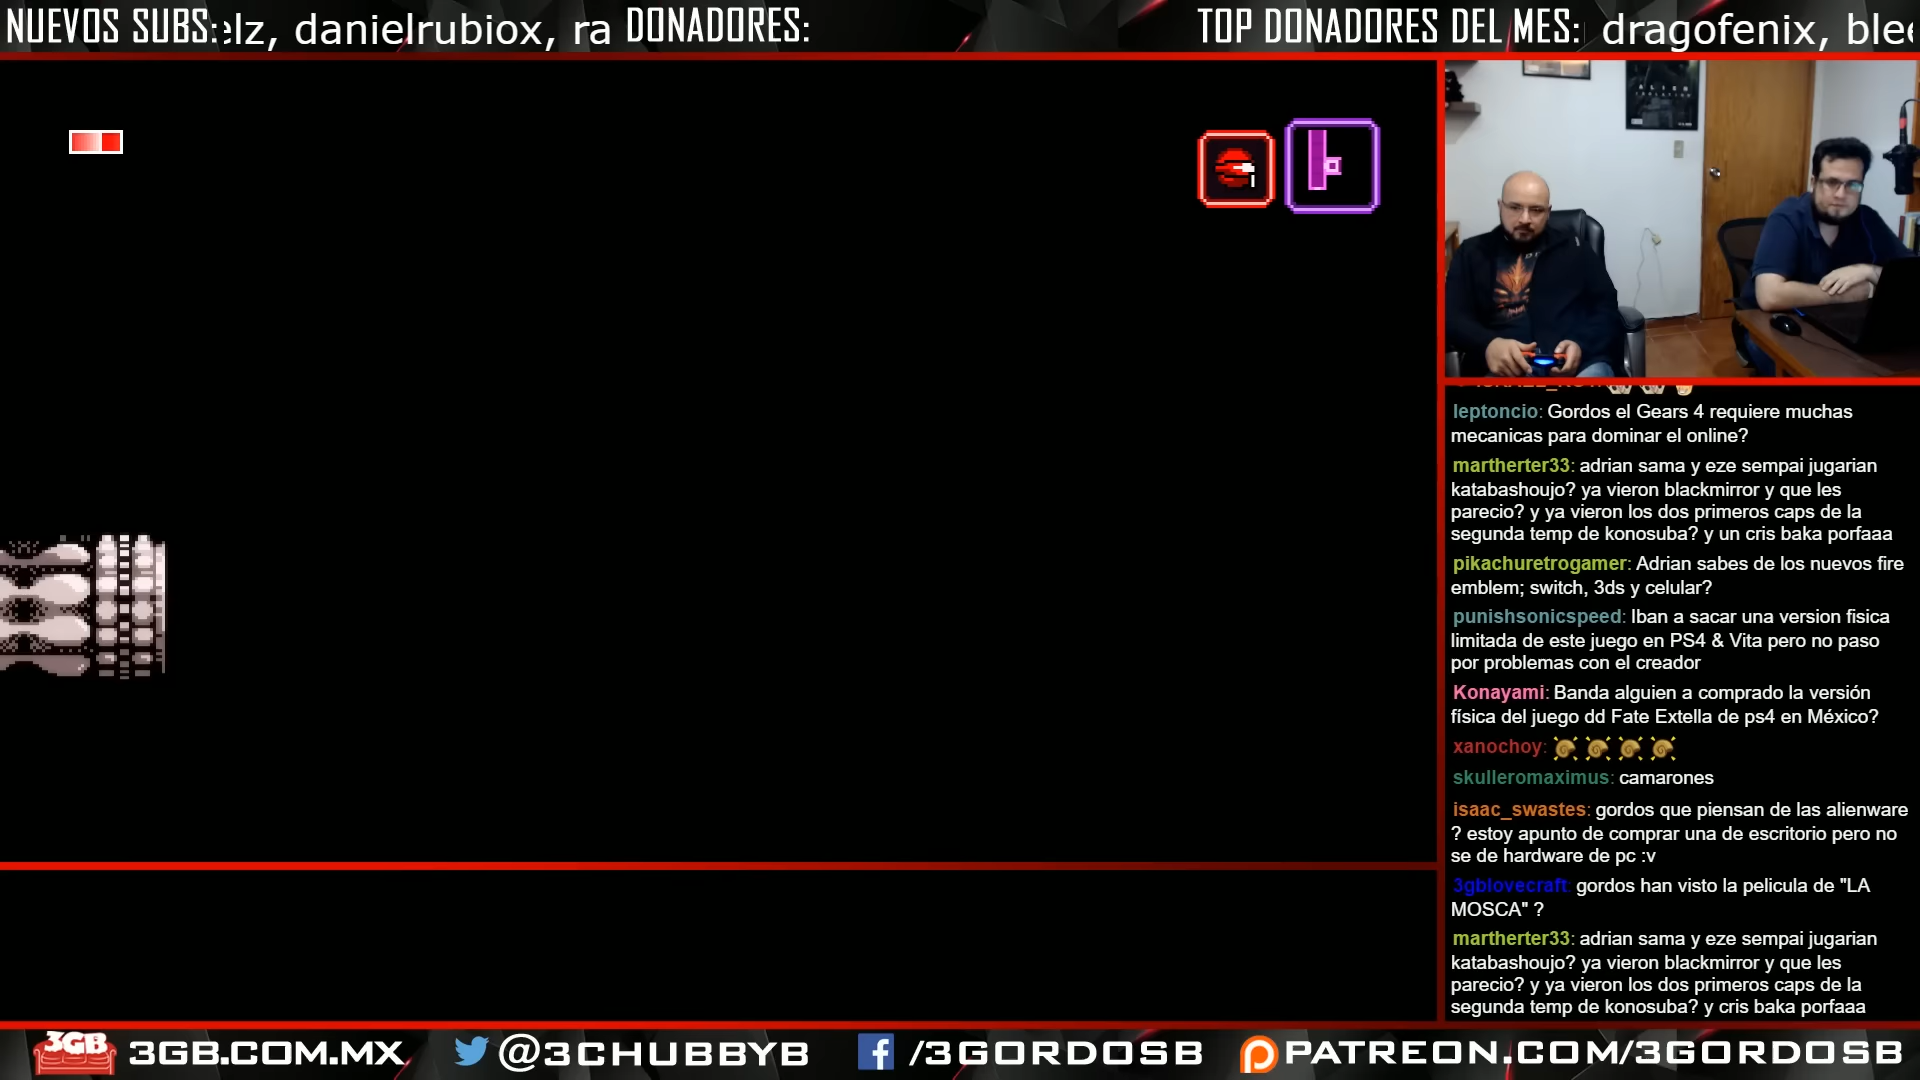 NUEVOS SUBS: elz, danielrubiox, ra DONADORES: TOP DONADORES DEL MES: dragofenix, blee
leptoncio: Gordos el Gears 4 requiere muchas
mecanicas para dominar el online?
martherter33: adrian sama y eze sempai jugarian
katabashoujo? ya vieron blackmirror y que les
parecio? y ya vieron los dos primeros caps de la
segunda temp de konosuba? y un cris baka porfaaa
pikachuretrogamer: Adrian sabes de los nuevos fire
emblem; switch, 3ds y celular?
punishsonicspeed: Iban a sacar una version fisica
limitada de este juego en PS4 & Vita pero no paso
por problemas con el creador
Konayami: Banda alguien a comprado la versión
física del juego dd Fate Extella de ps4 en México?
xanochoy:
skulleromaximus: camarones
isaac_swastes: gordos que piensan de las alienware
? estoy apunto de comprar una de escritorio pero no
se de hardware de pc :v
3gblovecraft: gordos han visto la pelicula de "LA
MOSCA" ?
martherter33: adrian sama y eze sempai jugarian
katabashoujo? ya vieron blackmirror y que les
parecio? y ya vieron los dos primeros caps de la
segunda temp de konosuba? y cris baka porfaaa
3GB 3GB.COM.MX @3CHUBBYB /3GORDOSB PATREON.COM/3GORDOSB